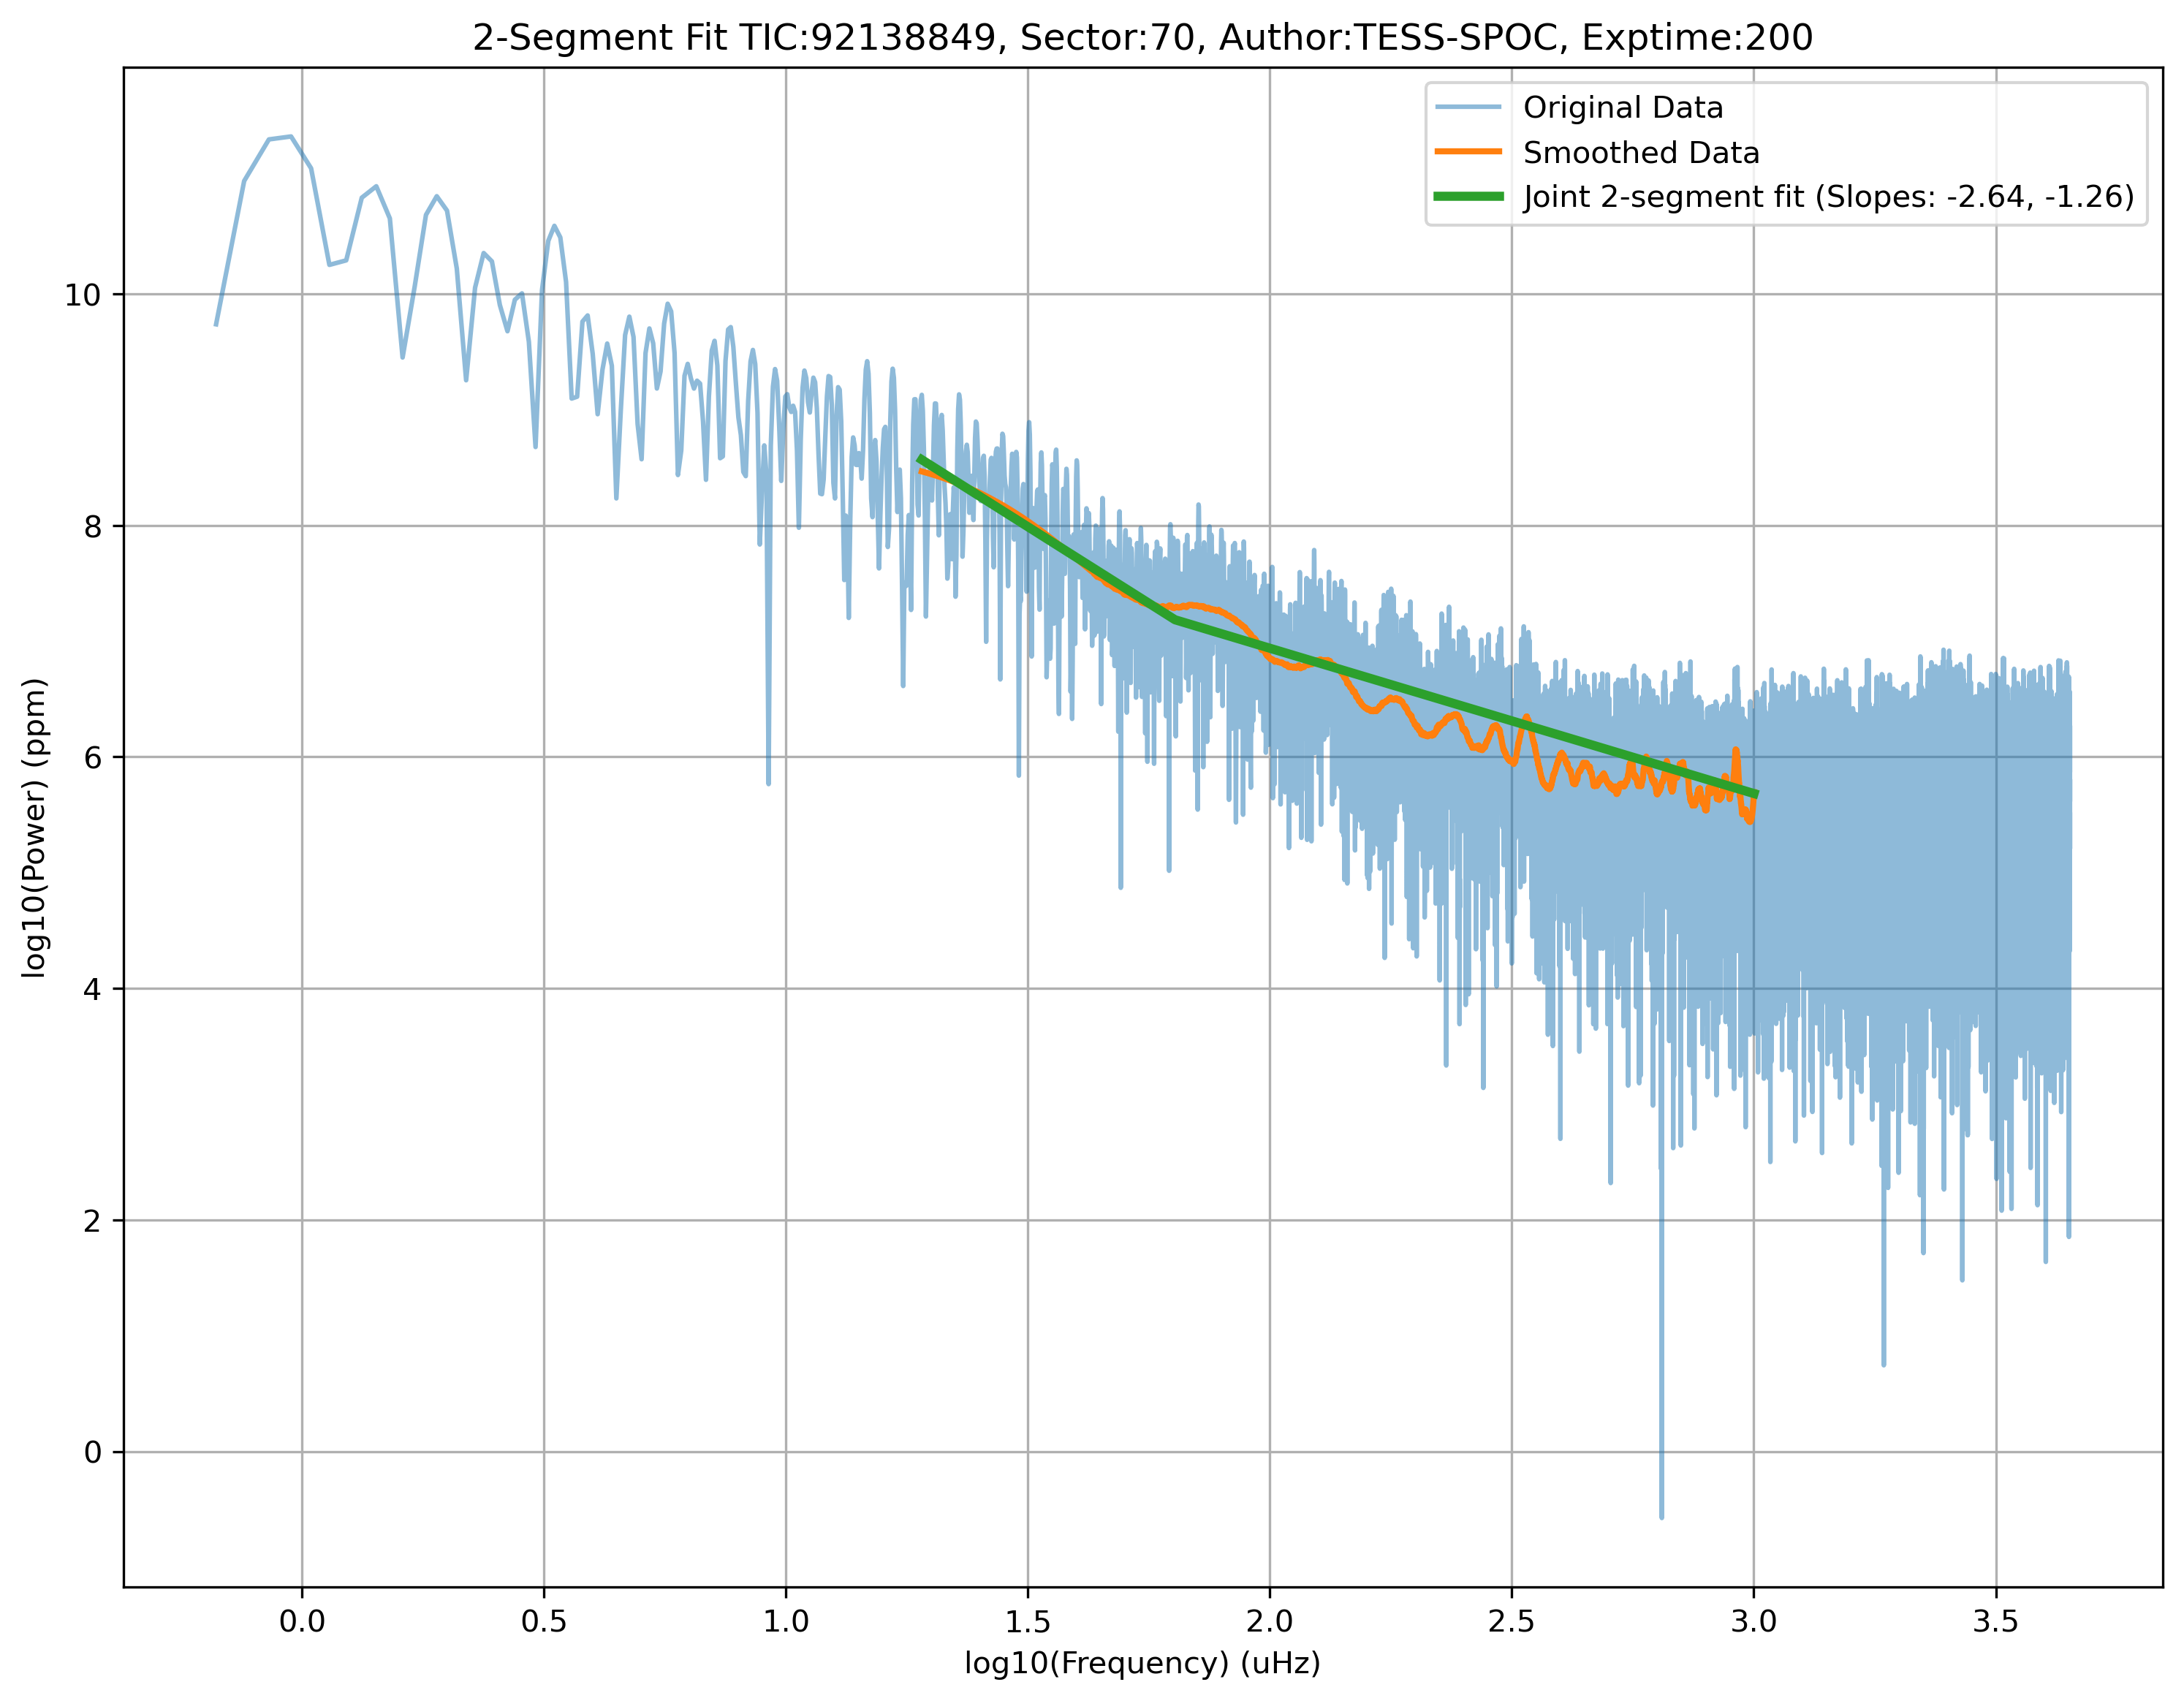 2-Segment Fit TIC:92138849, Sector:70, Author:TESS-SPOC, Exptime:200
Original Data
Smoothed Data
Joint 2-segment fit (Slopes: -2.64, -1.26)
log10(Power) (ppm)
10
8
6
4
2
0
0.0 0.5 1.0 1.5 2.0 2.5 3.0 3.5
log10(Frequency) (uHz)